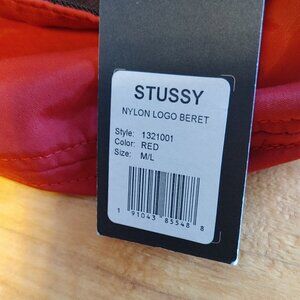 STUSSY
NYLON LOGO BERET
Style: 1321001
Color: RED
Size: M/L
1 91043 85548 8